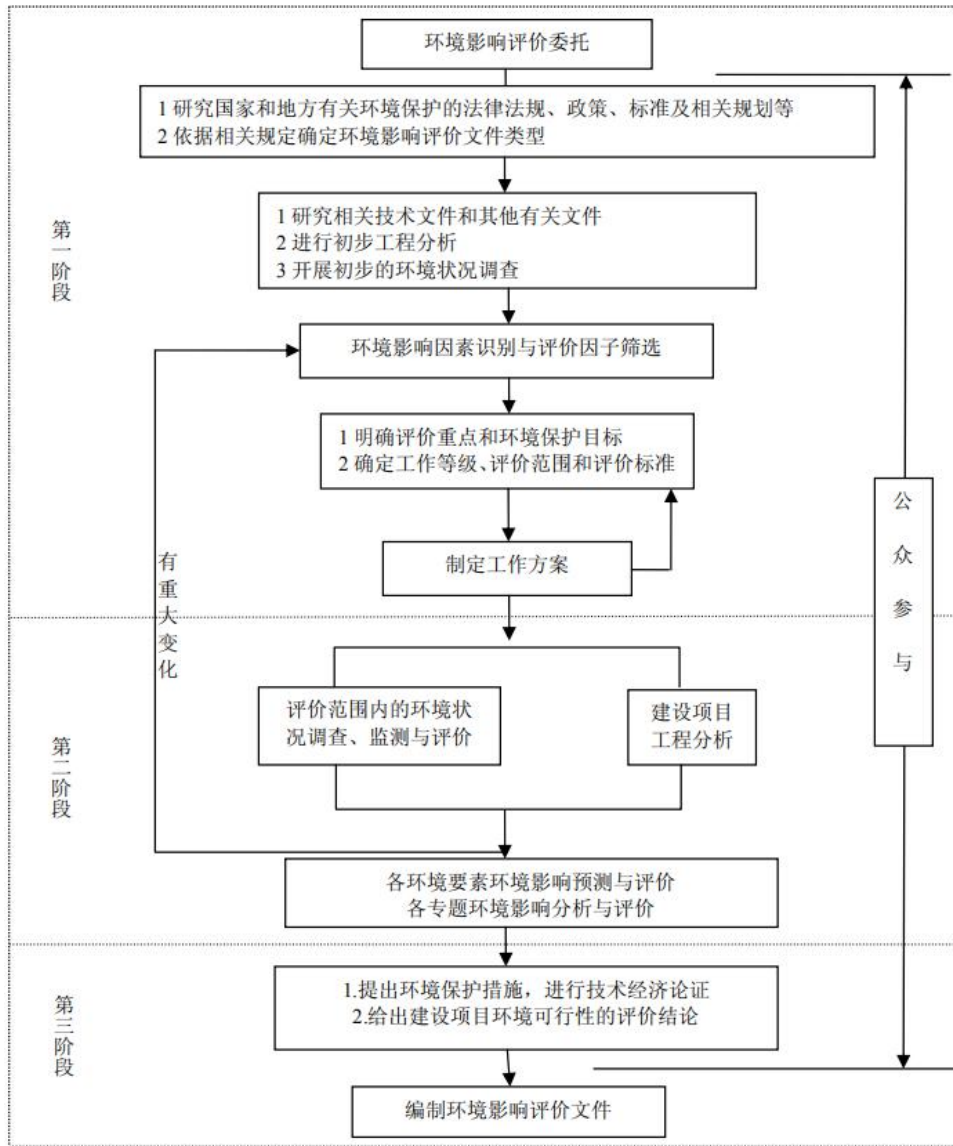 环境影响评价委托
1 研究国家和地方有关环境保护的法律法规、政策、标准及相关规划等
2 依据相关规定确定环境影响评价文件类型
第一阶段
1 研究相关技术文件和其他有关文件
2 进行初步工程分析
3 开展初步的环境状况调查
环境影响因素识别与评价因子筛选
1 明确评价重点和环境保护目标
2 确定工作等级、评价范围和评价标准
制定工作方案
有重大变化
公众参与
第二阶段
评价范围内的环境状
况调查、监测与评价
建设项目
工程分析
各环境要素环境影响预测与评价
各专题环境影响分析与评价
第三阶段
1.提出环境保护措施，进行技术经济论证
2.给出建设项目环境可行性的评价结论
编制环境影响评价文件